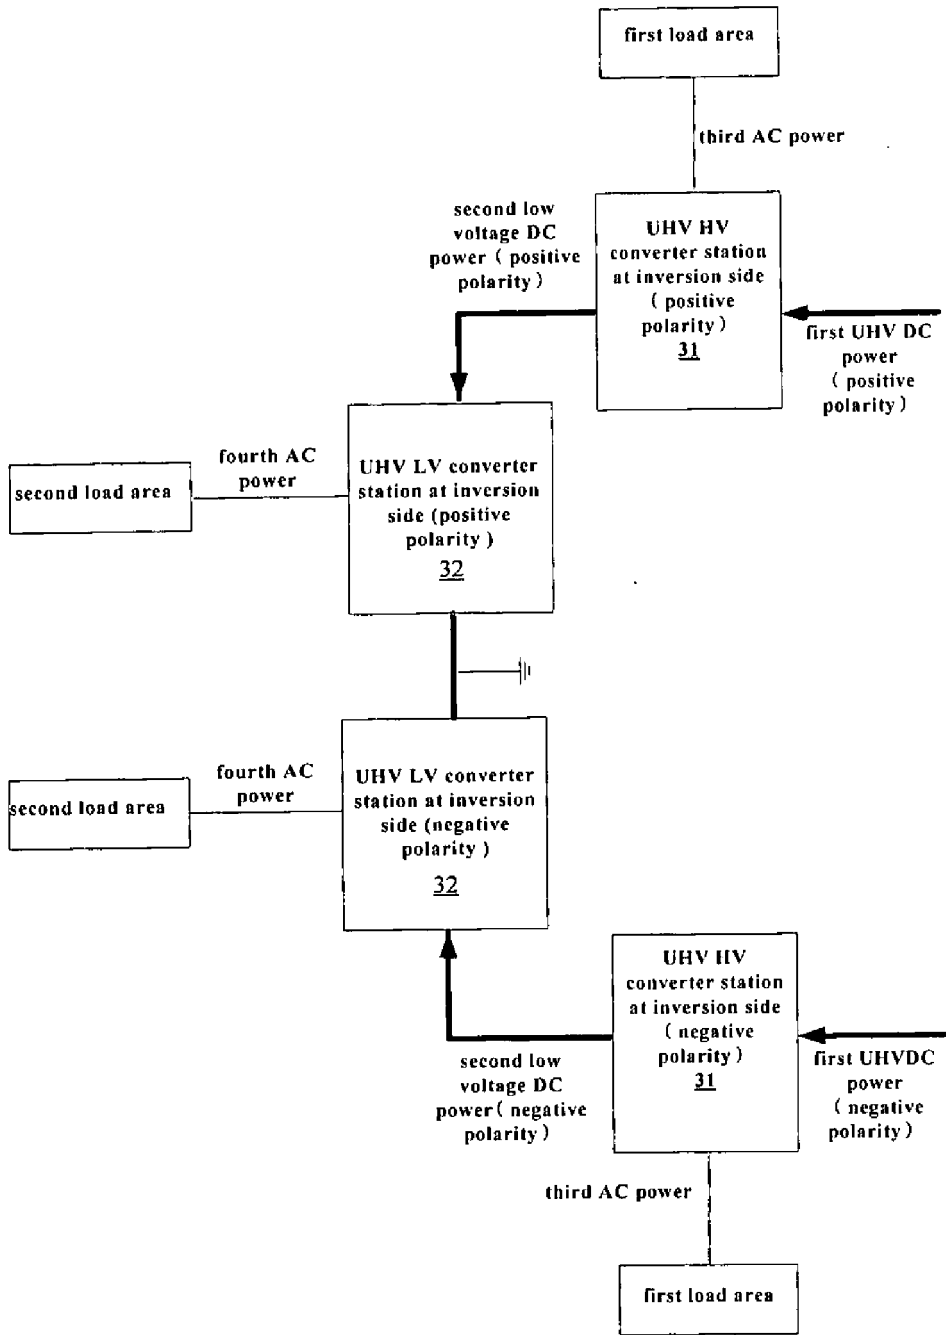 first load area
third AC power
second low
voltage DC
power ( positive
polarity )
UHV HV
converter station
at inversion side
( positive
polarity )
31
first UHV DC
power
( positive
polarity )
fourth AC
power
second load area
UHV LV converter
station at inversion
side (positive
polarity )
32
fourth AC
power
second load area
UHV LV converter
station at inversion
side (negative
polarity )
32
UHV HV
converter station
at inversion side
( negative
polarity )
31
second low
voltage DC
power( negative
polarity )
first UHVDC
power
( negative
polarity )
third AC power
first load area